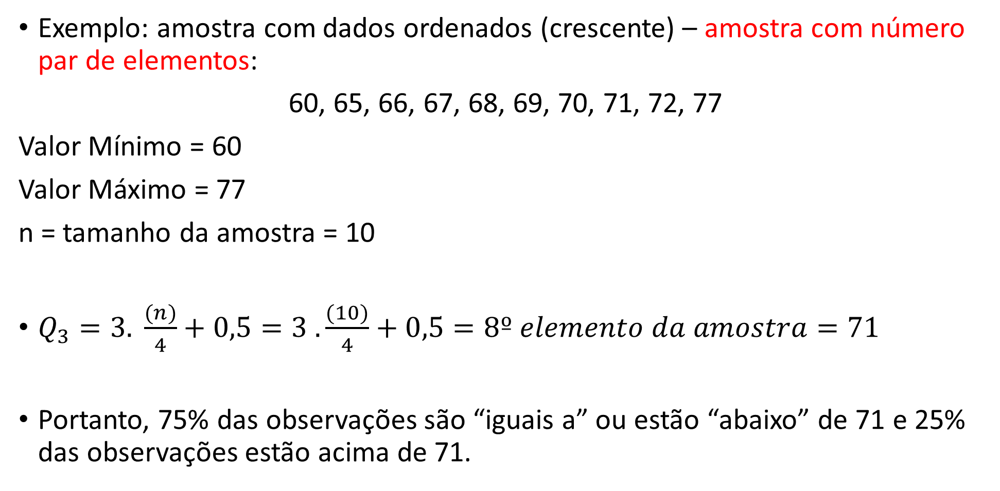 • Exemplo: amostra com dados ordenados (crescente) – amostra com número
par de elementos:
60, 65, 66, 67, 68, 69, 70, 71, 72, 77
Valor Mínimo = 60
Valor Máximo = 77
n = tamanho da amostra = 10
• Q₃ = 3. (n)/4 + 0,5 = 3 . (10)/4 + 0,5 = 8º elemento da amostra = 71
• Portanto, 75% das observações são “iguais a” ou estão “abaixo” de 71 e 25%
das observações estão acima de 71.